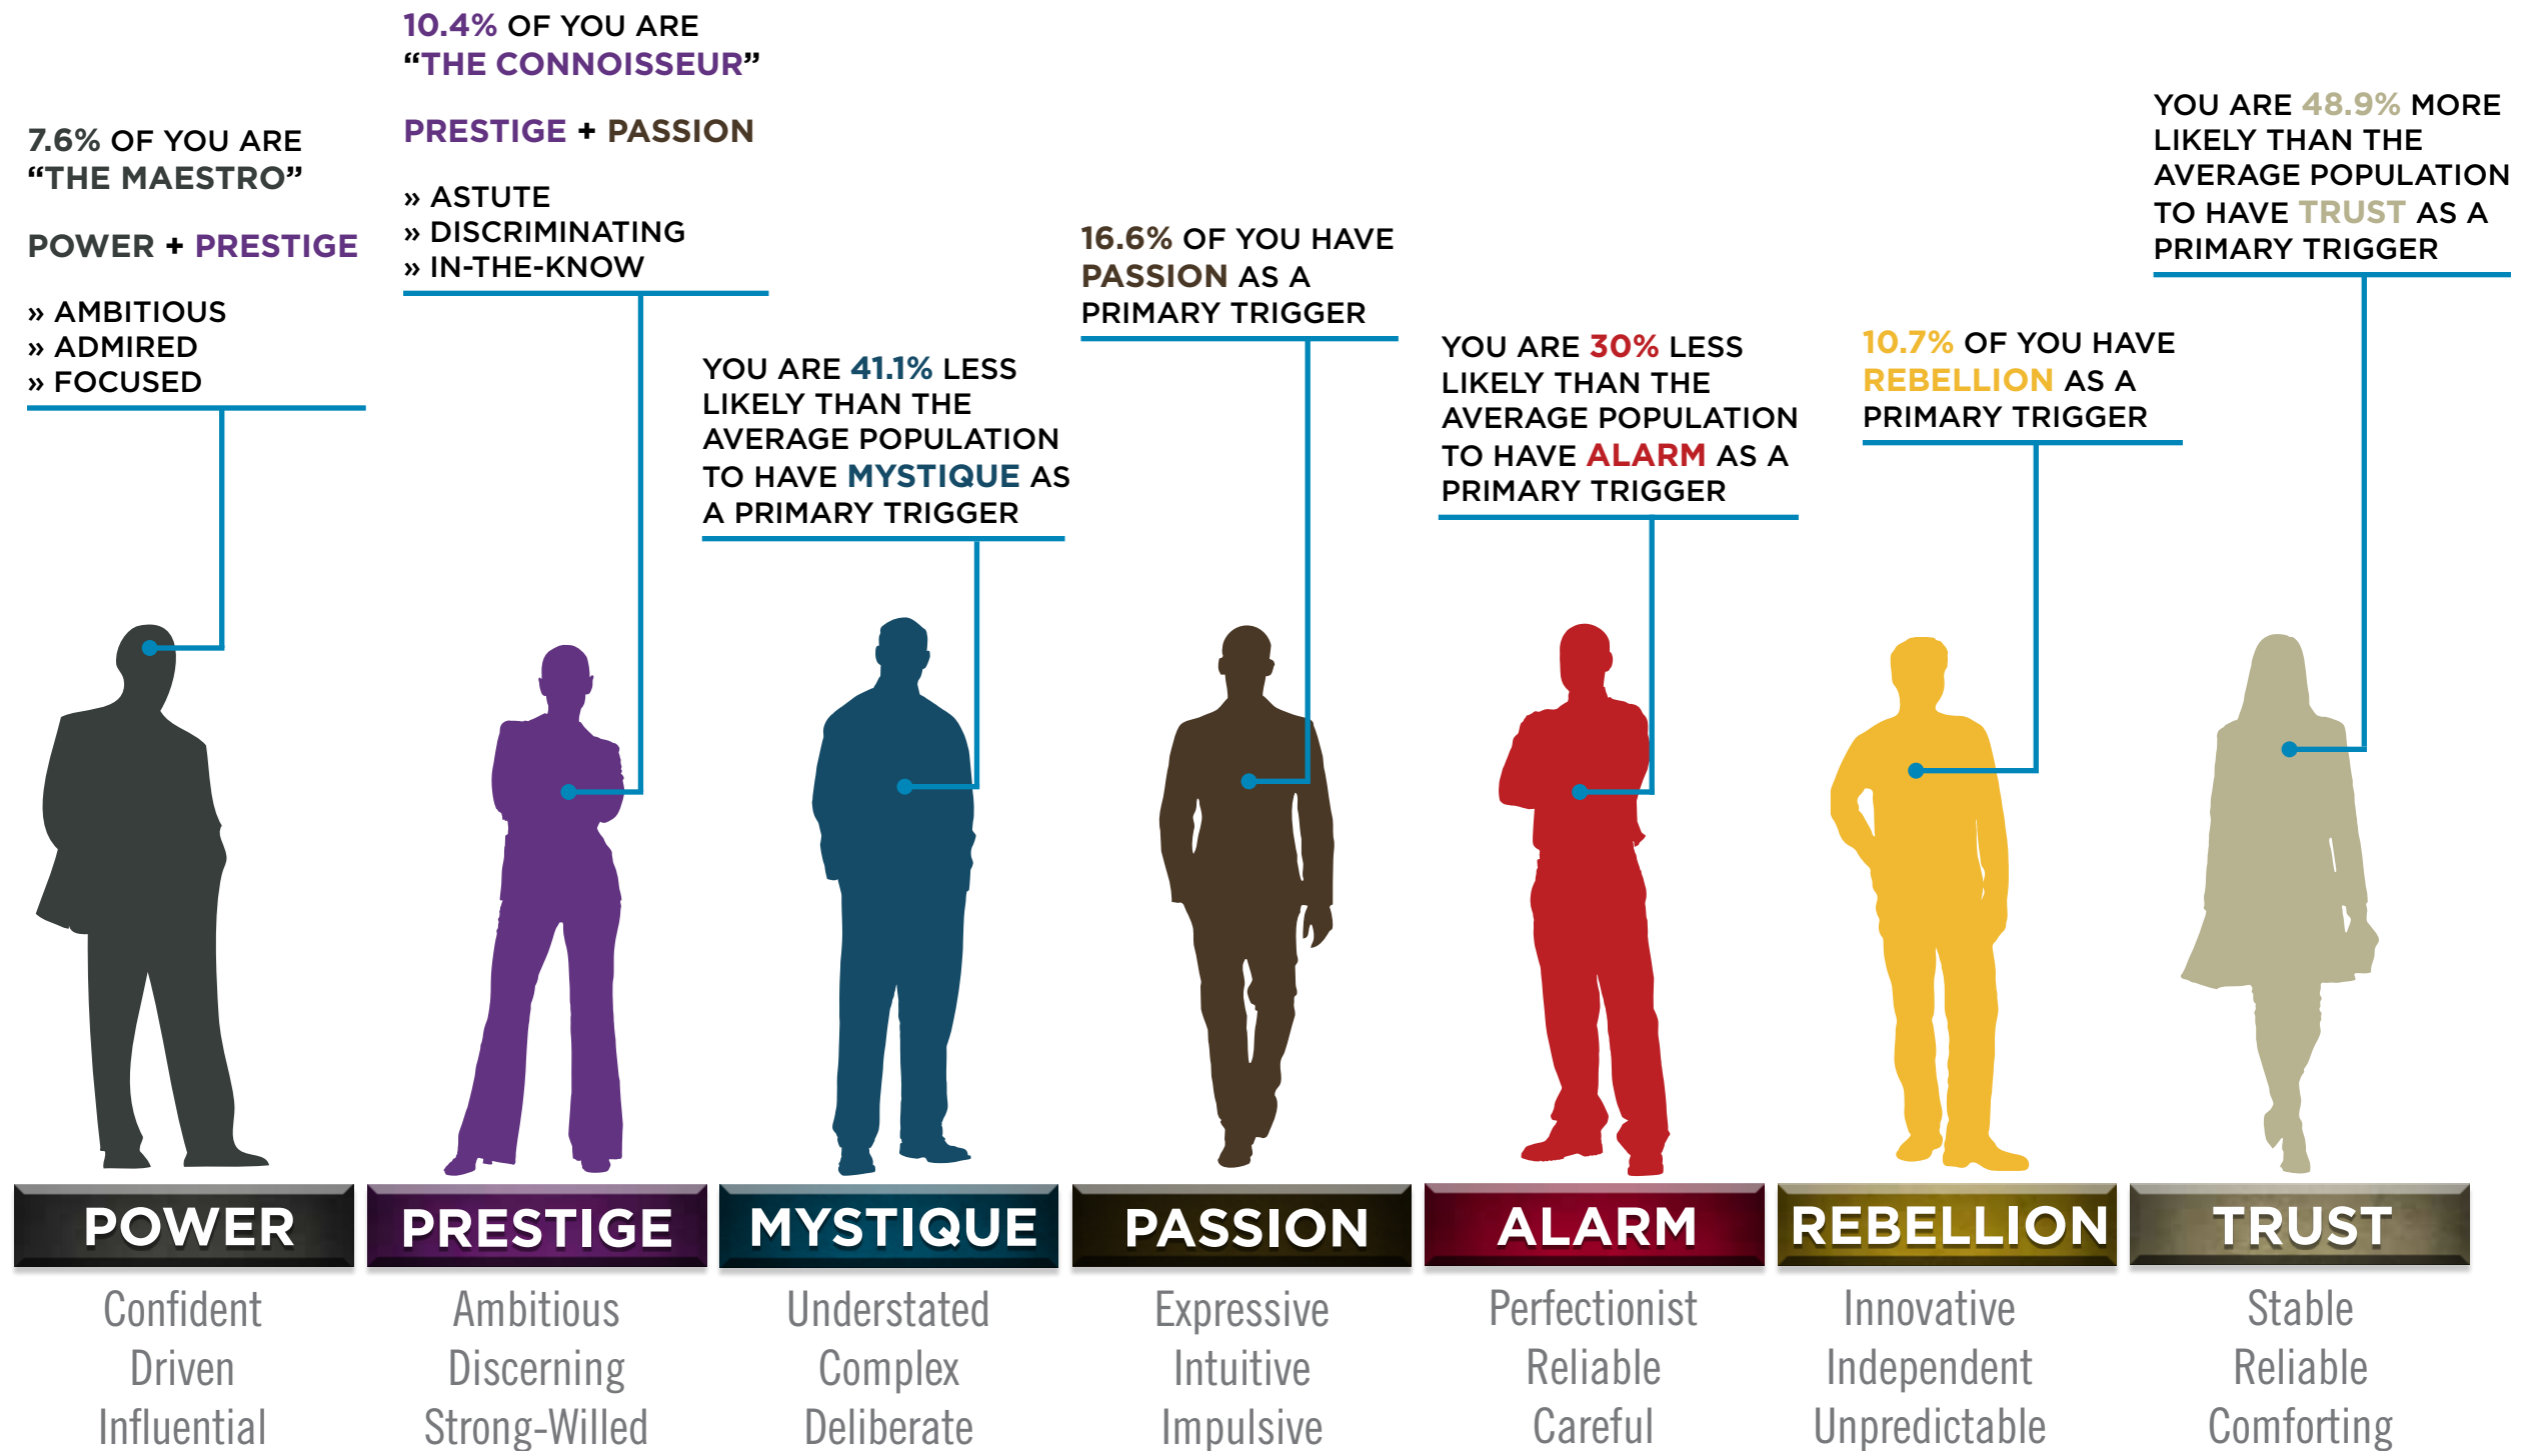 7.6% OF YOU ARE
“THE MAESTRO”
POWER + PRESTIGE
» AMBITIOUS
» ADMIRED
» FOCUSED
10.4% OF YOU ARE
“THE CONNOISSEUR”
PRESTIGE + PASSION
» ASTUTE
» DISCRIMINATING
» IN-THE-KNOW
YOU ARE 41.1% LESS
LIKELY THAN THE
AVERAGE POPULATION
TO HAVE MYSTIQUE AS
A PRIMARY TRIGGER
16.6% OF YOU HAVE
PASSION AS A
PRIMARY TRIGGER
YOU ARE 30% LESS
LIKELY THAN THE
AVERAGE POPULATION
TO HAVE ALARM AS A
PRIMARY TRIGGER
10.7% OF YOU HAVE
REBELLION AS A
PRIMARY TRIGGER
YOU ARE 48.9% MORE
LIKELY THAN THE
AVERAGE POPULATION
TO HAVE TRUST AS A
PRIMARY TRIGGER
POWER
Confident
Driven
Influential
PRESTIGE
Ambitious
Discerning
Strong-Willed
MYSTIQUE
Understated
Complex
Deliberate
PASSION
Expressive
Intuitive
Impulsive
ALARM
Perfectionist
Reliable
Careful
REBELLION
Innovative
Independent
Unpredictable
TRUST
Stable
Reliable
Comforting